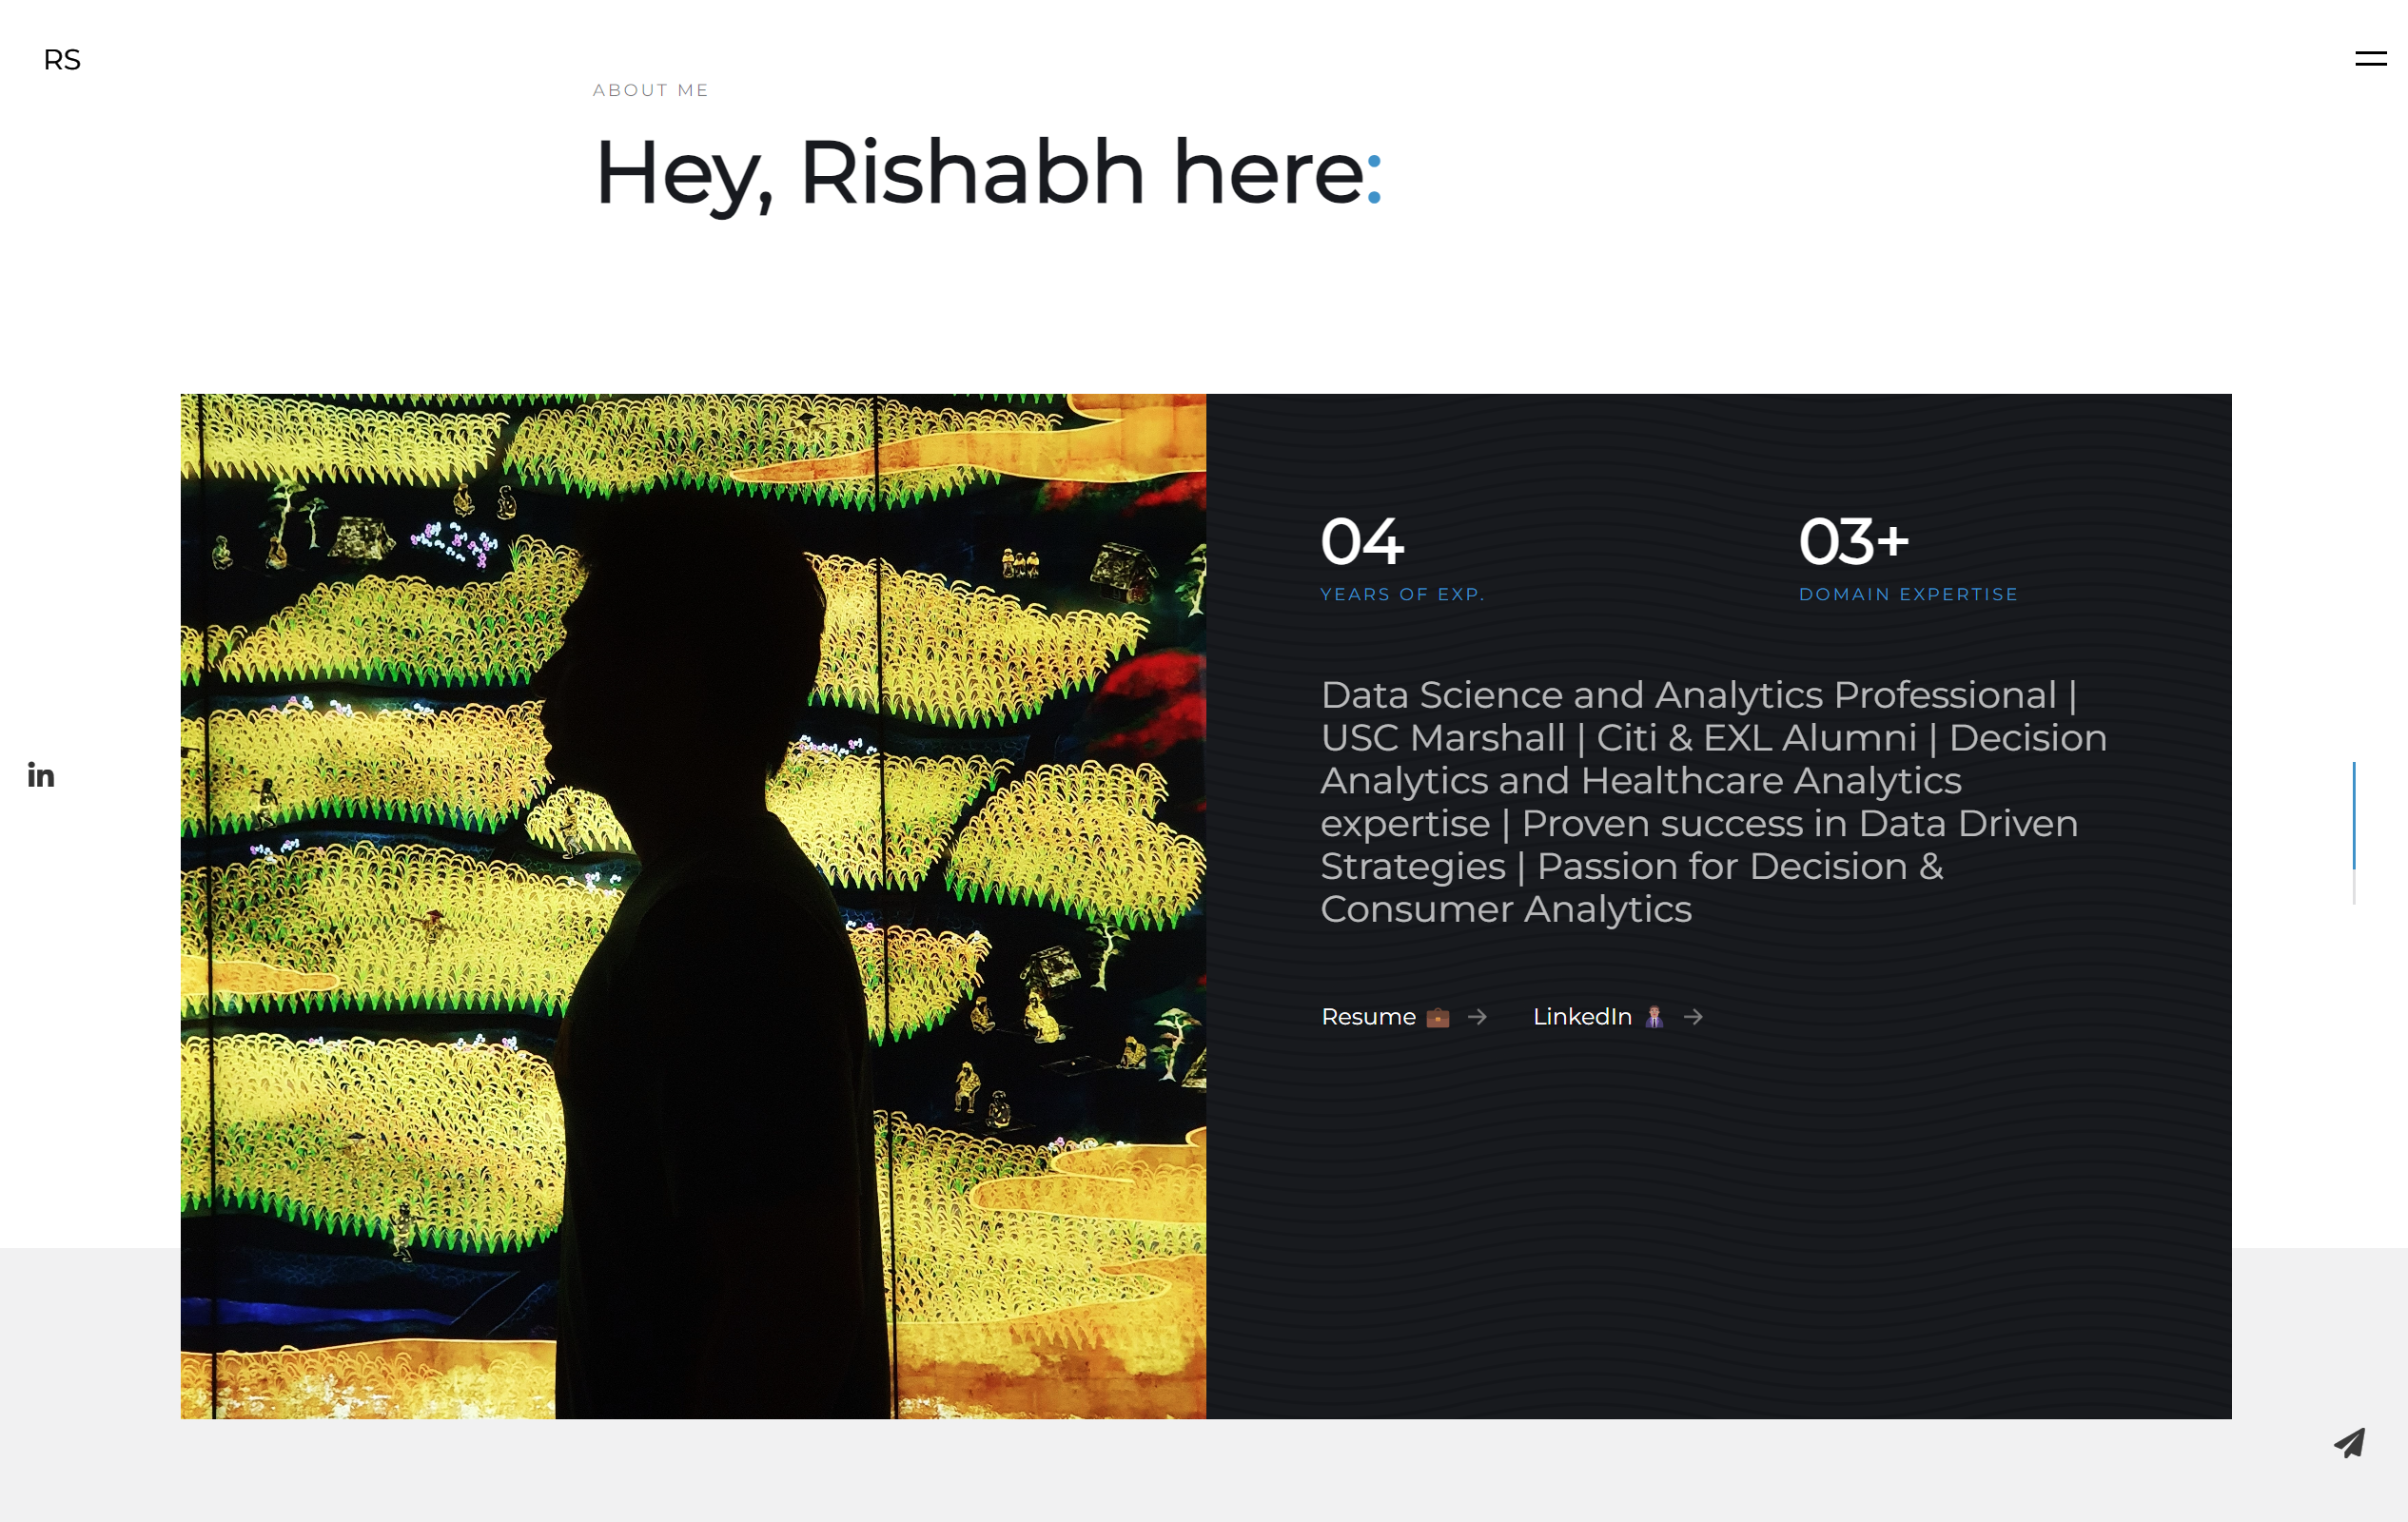 RS
ABOUT ME
Hey, Rishabh here:
in
04
YEARS OF EXP.
03+
DOMAIN EXPERTISE
Data Science and Analytics Professional |
USC Marshall | Citi & EXL Alumni | Decision
Analytics and Healthcare Analytics
expertise | Proven success in Data Driven
Strategies | Passion for Decision &
Consumer Analytics
Resume 💼 → LinkedIn 👨🏽‍💼 →